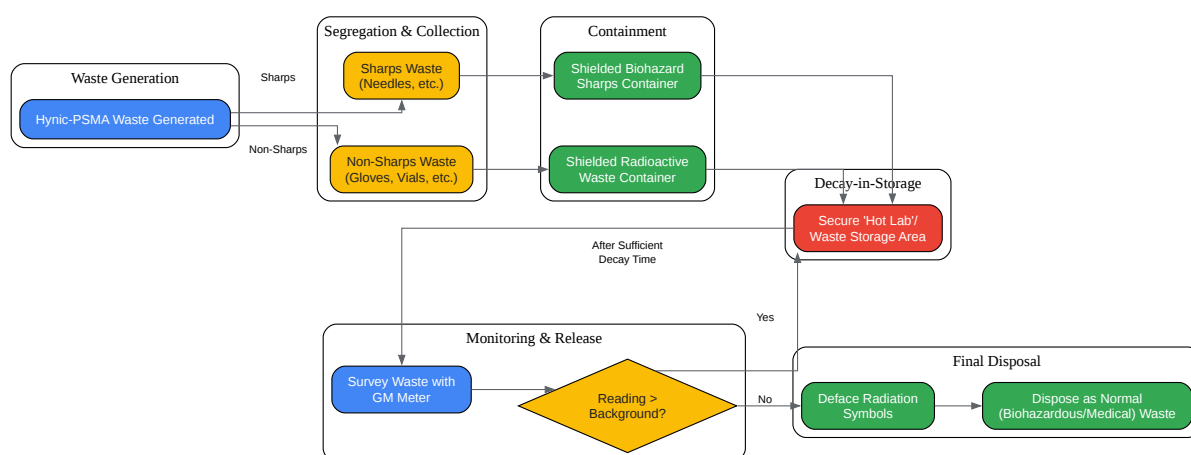 Waste Generation
Hynic-PSMA Waste Generated
Sharps
Non-Sharps
Segregation & Collection
Sharps Waste
(Needles, etc.)
Non-Sharps Waste
(Gloves, Vials, etc.)
Containment
Shielded Biohazard
Sharps Container
Shielded Radioactive
Waste Container
Decay-in-Storage
Secure 'Hot Lab'/
Waste Storage Area
After Sufficient
Decay Time
Monitoring & Release
Survey Waste with
GM Meter
Reading >
Background?
Yes
No
Final Disposal
Deface Radiation
Symbols
Dispose as Normal
(Biohazardous/Medical) Waste